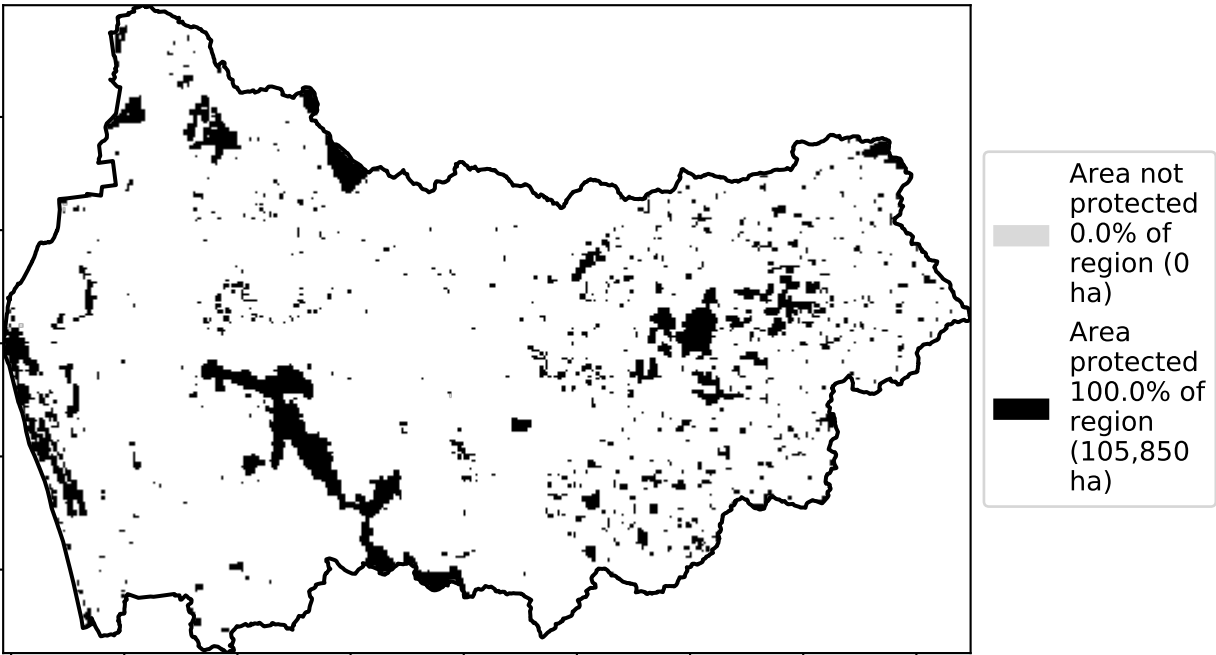 Area not
protected
0.0% of
region (0
ha)
Area
protected
100.0% of
region
(105,850
ha)